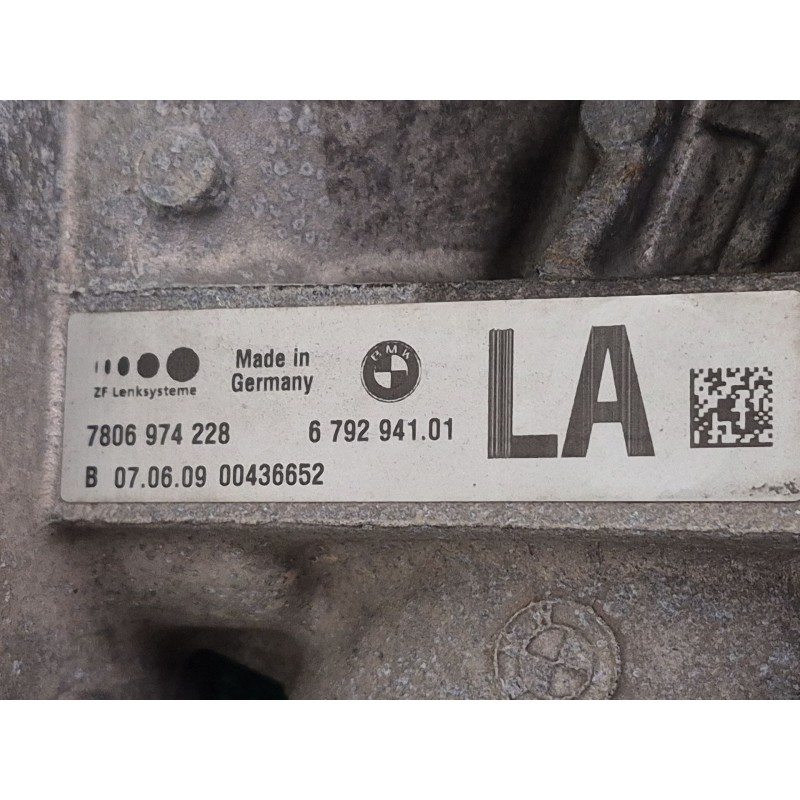 Made in
Germany
BMW
ZF Lenksysteme
LA
7806 974 228
6 792 941.01
B 07.06.09 00436652